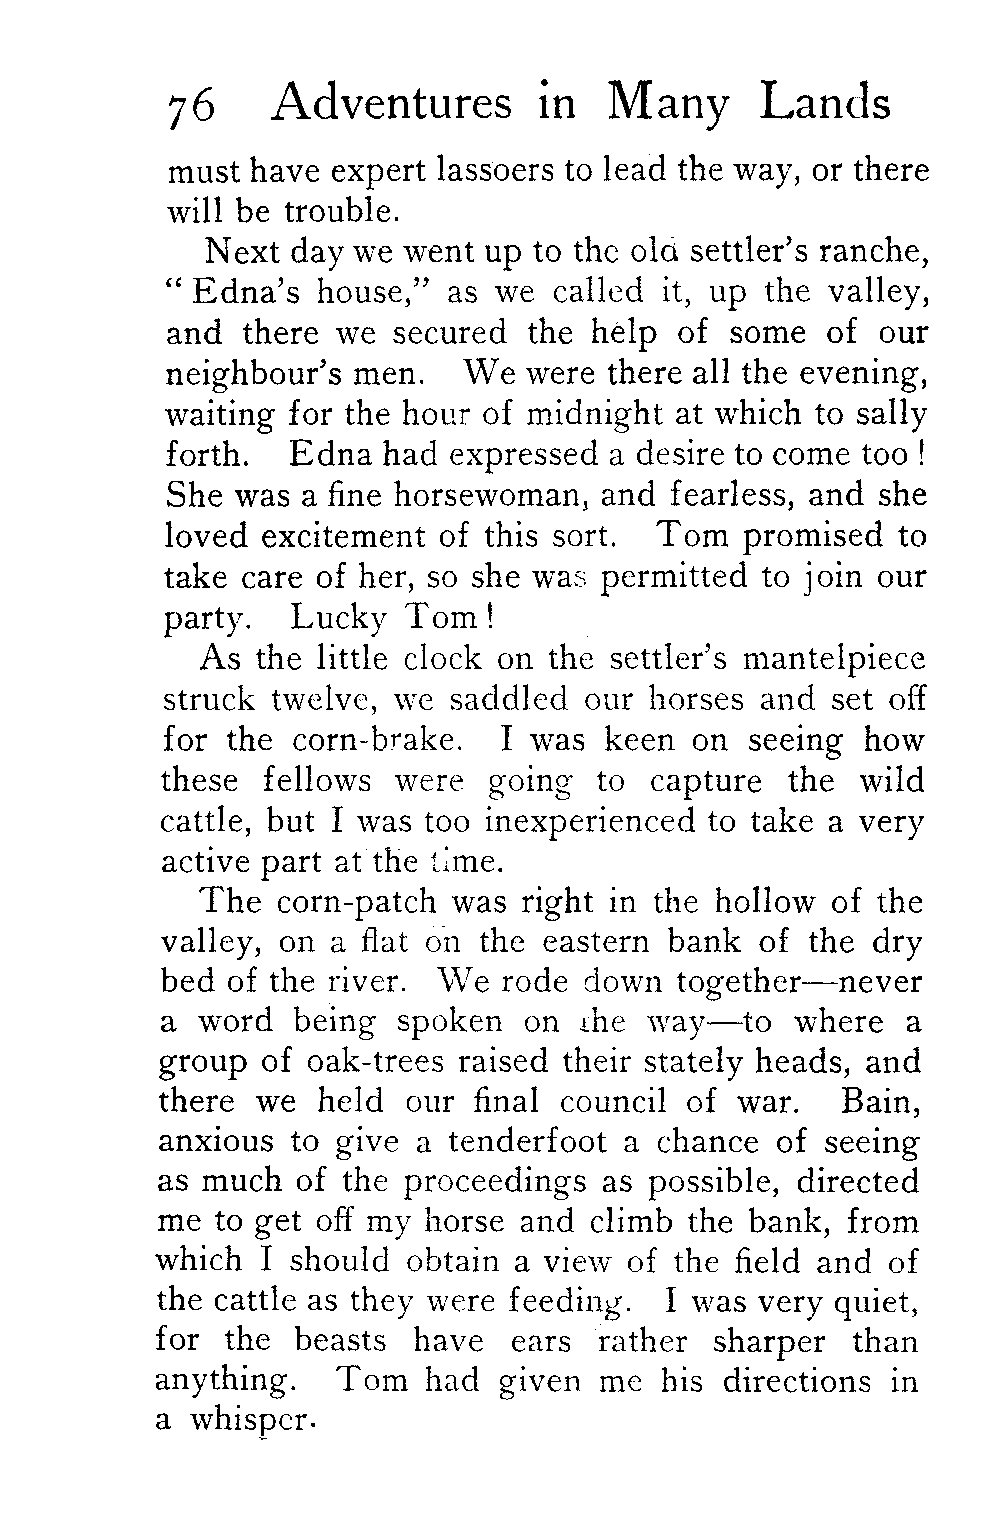 76 Adventures in Many Lands
must have expert lassoers to lead the way, or there
will be trouble.
Next day we went up to the old settler's ranche,
“ Edna's house,” as we called it, up the valley,
and there we secured the help of some of our
neighbour's men. We were there all the evening,
waiting for the hour of midnight at which to sally
forth. Edna had expressed a desire to come too !
She was a fine horsewoman, and fearless, and she
loved excitement of this sort. Tom promised to
take care of her, so she was permitted to join our
party. Lucky Tom !
As the little clock on the settler's mantelpiece
struck twelve, we saddled our horses and set off
for the corn-brake. I was keen on seeing how
these fellows were going to capture the wild
cattle, but I was too inexperienced to take a very
active part at the time.
The corn-patch was right in the hollow of the
valley, on a flat on the eastern bank of the dry
bed of the river. We rode down together—never
a word being spoken on the way—to where a
group of oak-trees raised their stately heads, and
there we held our final council of war. Bain,
anxious to give a tenderfoot a chance of seeing
as much of the proceedings as possible, directed
me to get off my horse and climb the bank, from
which I should obtain a view of the field and of
the cattle as they were feeding. I was very quiet,
for the beasts have ears rather sharper than
anything. Tom had given me his directions in
a whisper.